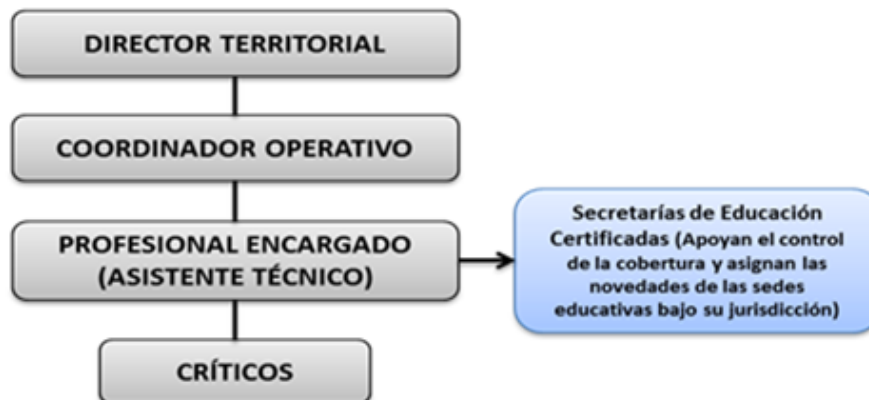 DIRECTOR TERRITORIAL
COORDINADOR OPERATIVO
PROFESIONAL ENCARGADO
(ASISTENTE TÉCNICO)
Secretarías de Educación
Certificadas (Apoyan el control
de la cobertura y asignan las
novedades de las sedes
educativas bajo su jurisdicción)
CRÍTICOS